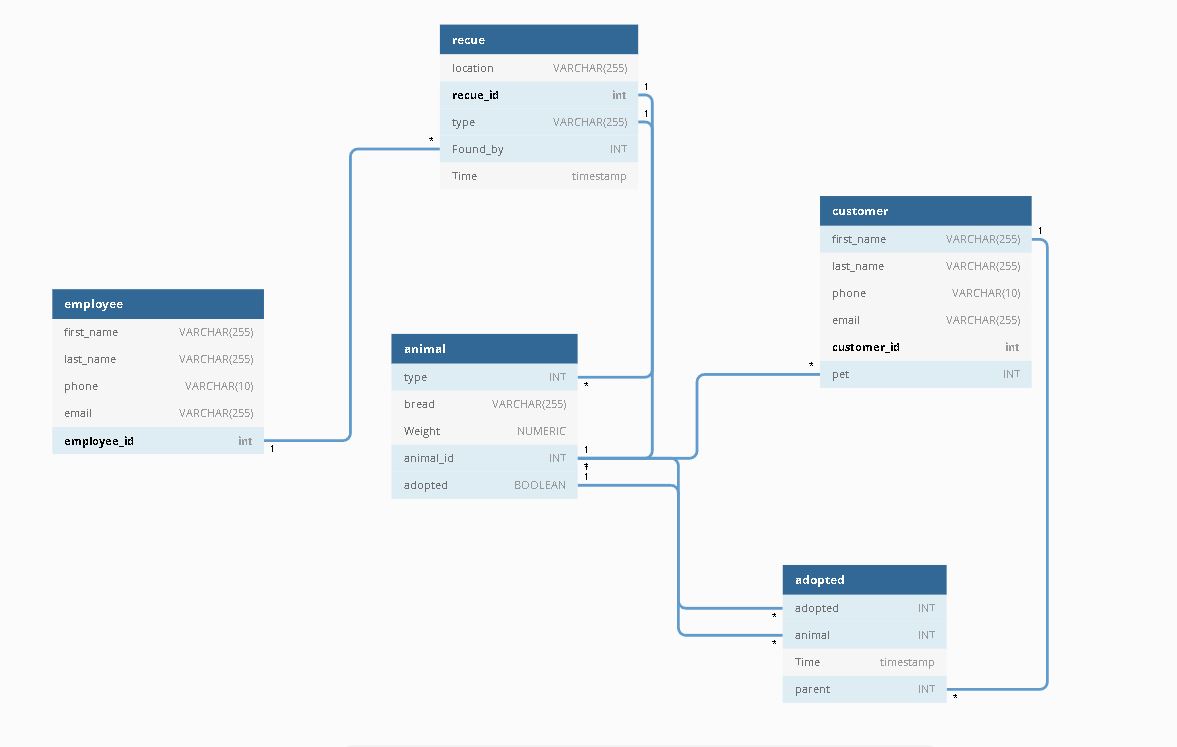 recue
location VARCHAR(255)
1
recue_id int
1
type VARCHAR(255)
*
Found_by INT
Time timestamp
customer
1
first_name VARCHAR(255)
last_name VARCHAR(255)
phone VARCHAR(10)
email VARCHAR(255)
customer_id int
*
pet INT
employee
first_name VARCHAR(255)
last_name VARCHAR(255)
phone VARCHAR(10)
email VARCHAR(255)
employee_id int
1
animal
type INT
*
bread VARCHAR(255)
Weight NUMERIC
1
animal_id INT
*
1
adopted BOOLEAN
adopted
adopted INT
*
animal INT
*
Time timestamp
parent INT
*